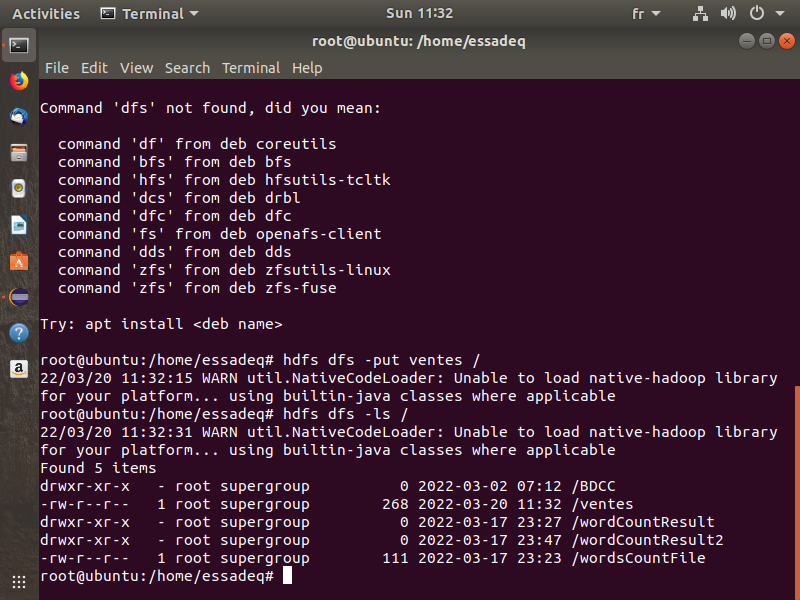 Activities Terminal Sun 11:32 fr
root@ubuntu: /home/essadeq
File Edit View Search Terminal Help
Command 'dfs' not found, did you mean:
  command 'df' from deb coreutils
  command 'bfs' from deb bfs
  command 'hfs' from deb hfsutils-tcltk
  command 'dcs' from deb drbl
  command 'dfc' from deb dfc
  command 'fs' from deb openafs-client
  command 'dds' from deb dds
  command 'zfs' from deb zfsutils-linux
  command 'zfs' from deb zfs-fuse
Try: apt install <deb name>
root@ubuntu:/home/essadeq# hdfs dfs -put ventes /
22/03/20 11:32:15 WARN util.NativeCodeLoader: Unable to load native-hadoop library
for your platform... using builtin-java classes where applicable
root@ubuntu:/home/essadeq# hdfs dfs -ls /
22/03/20 11:32:31 WARN util.NativeCodeLoader: Unable to load native-hadoop library
for your platform... using builtin-java classes where applicable
Found 5 items
drwxr-xr-x   - root supergroup          0 2022-03-02 07:12 /BDCC
-rw-r--r--   1 root supergroup        268 2022-03-20 11:32 /ventes
drwxr-xr-x   - root supergroup          0 2022-03-17 23:27 /wordCountResult
drwxr-xr-x   - root supergroup          0 2022-03-17 23:47 /wordCountResult2
-rw-r--r--   1 root supergroup        111 2022-03-17 23:23 /wordsCountFile
root@ubuntu:/home/essadeq#